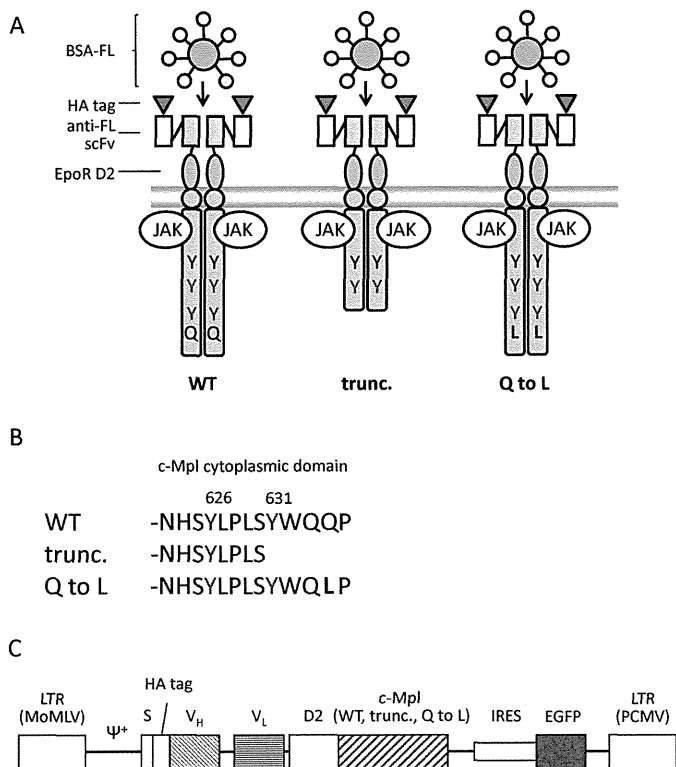 A
BSA-FL
HA tag
anti-FL
scFv
EpoR D2
JAK JAK JAK JAK JAK JAK
Y Y Y Y Y Y
Y Y Y Y Y Y
Y Y Y Y
Q Q L L
WT trunc. Q to L
B
c-Mpl cytoplasmic domain
626 631
WT -NHSYLPLSYWQQP
trunc. -NHSYLPLS
Q to L -NHSYLPLSYWQLP
C
LTR
(MoMLV)
Ψ+
HA tag
S VH VL D2
c-Mpl
(WT, trunc., Q to L)
IRES EGFP
LTR
(PCMV)